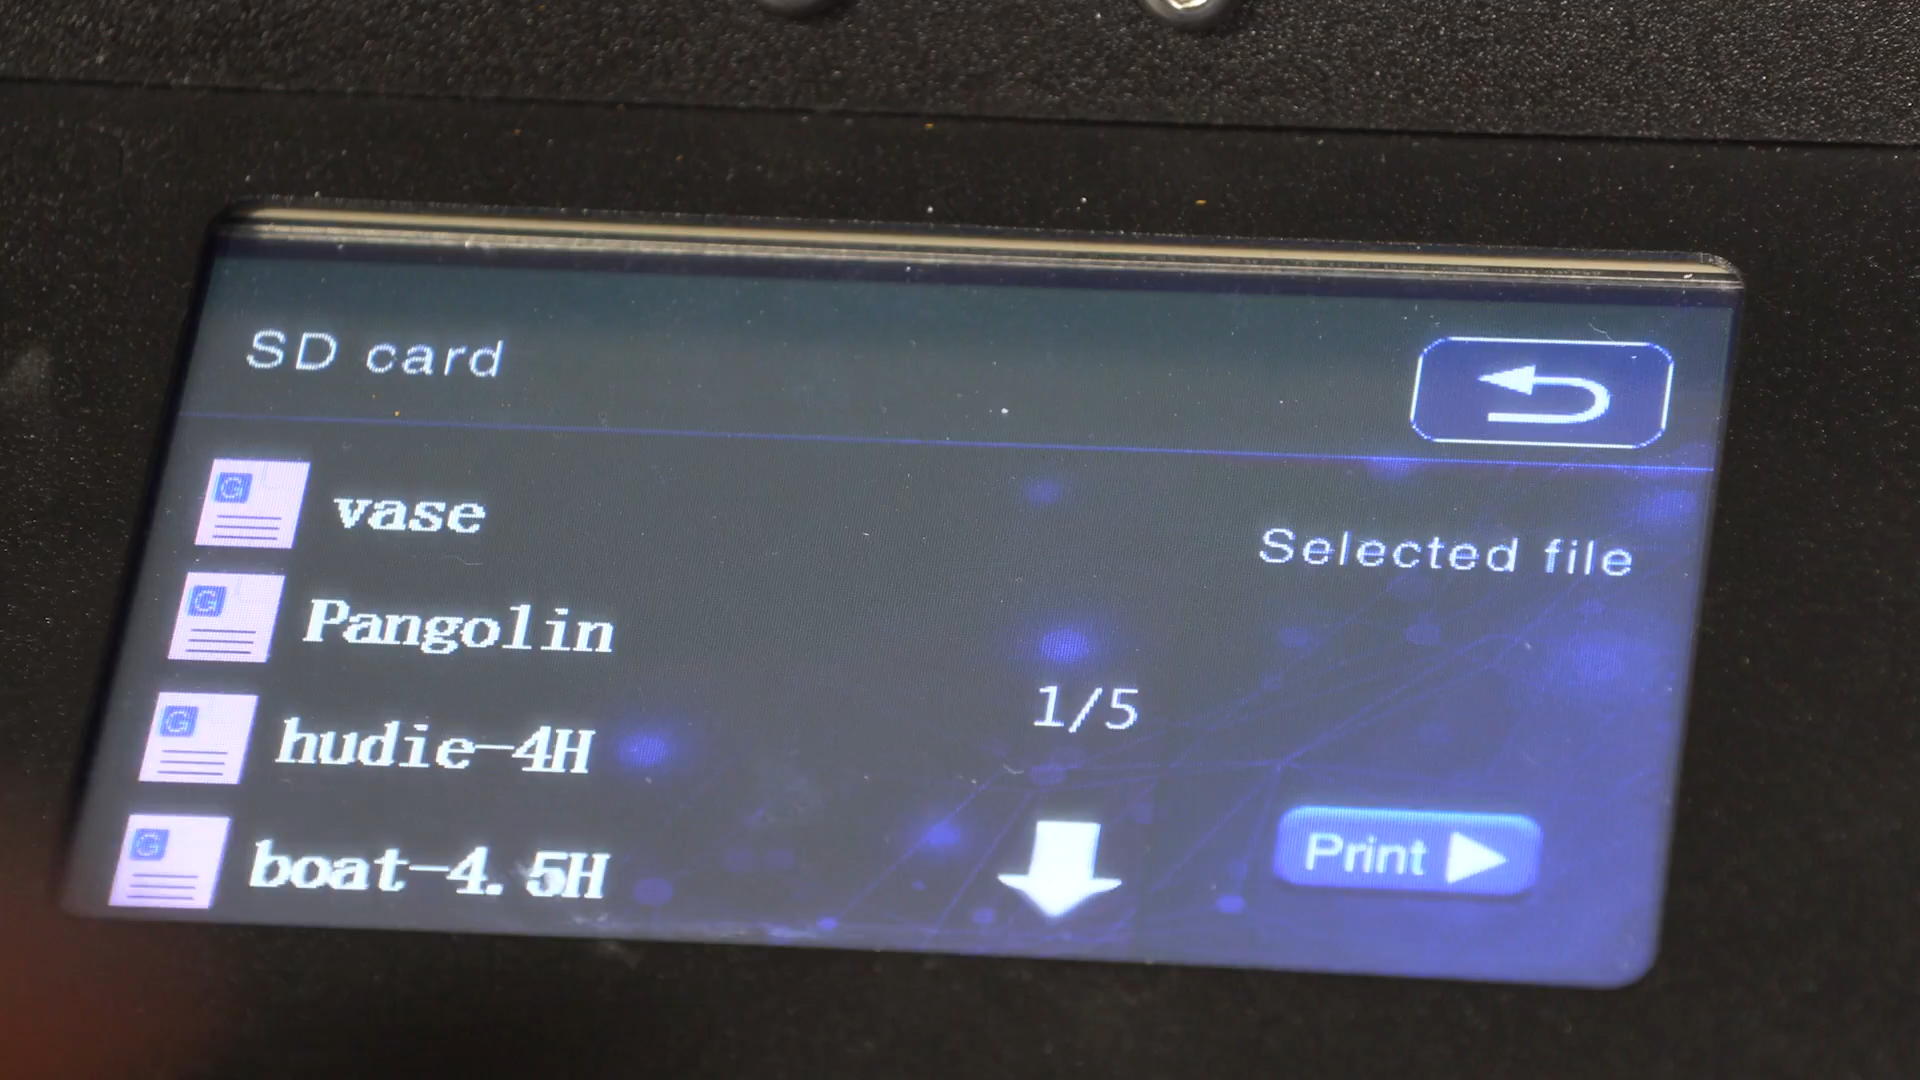 SD card
G vase
Selected file
G Pangolin
1/5
G hudie-4H
G boat-4.5H
Print